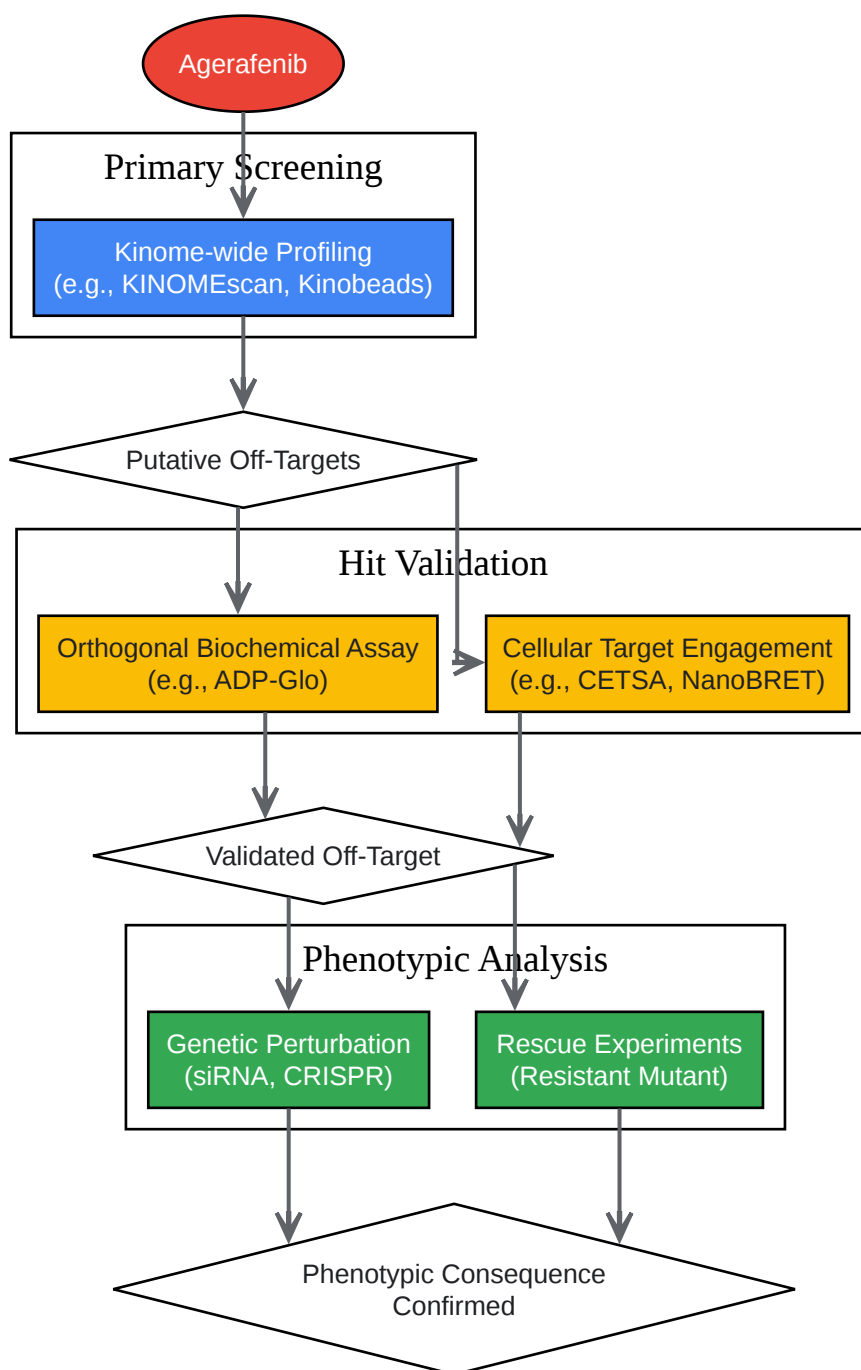 Agerafenib
Primary Screening
Kinome-wide Profiling
(e.g., KINOMEscan, Kinobeads)
Putative Off-Targets
Hit Validation
Orthogonal Biochemical Assay
(e.g., ADP-Glo)
Cellular Target Engagement
(e.g., CETSA, NanoBRET)
Validated Off-Target
Phenotypic Analysis
Genetic Perturbation
(siRNA, CRISPR)
Rescue Experiments
(Resistant Mutant)
Phenotypic Consequence
Confirmed